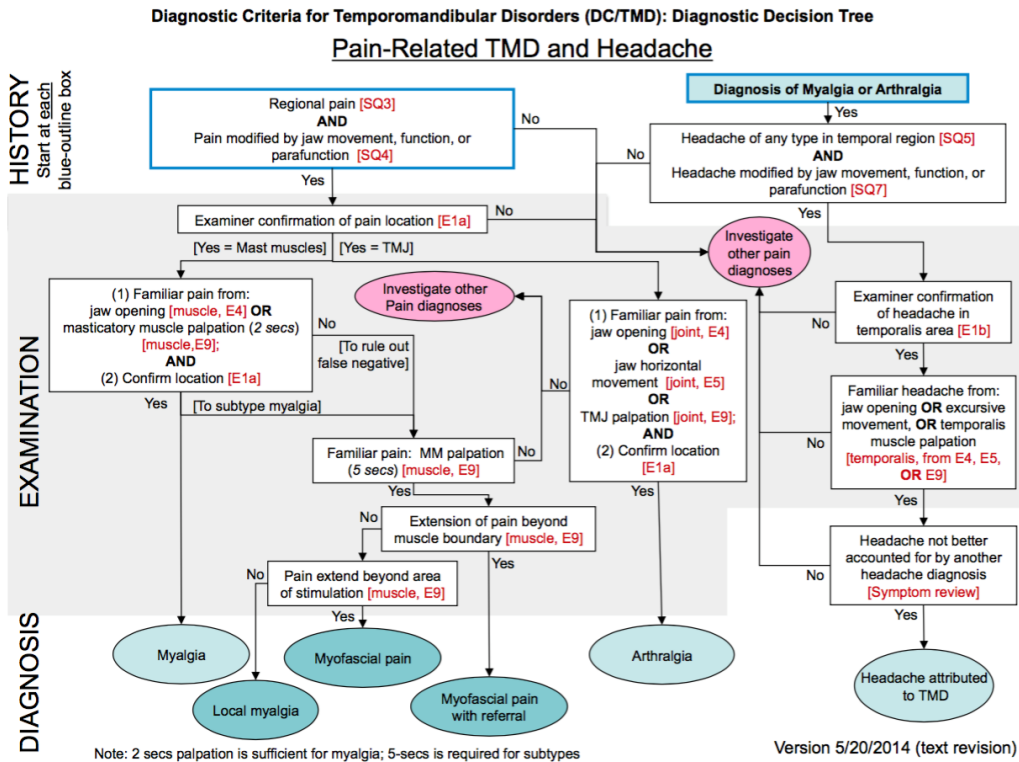 Diagnostic Criteria for Temporomandibular Disorders (DC/TMD): Diagnostic Decision Tree
Pain-Related TMD and Headache
HISTORY
Start at each
blue-outline box
Regional pain [SQ3]
AND
Pain modified by jaw movement, function, or
parafunction [SQ4]
No
Yes
Diagnosis of Myalgia or Arthralgia
Yes
Headache of any type in temporal region [SQ5]
AND
Headache modified by jaw movement, function, or
parafunction [SQ7]
No
Yes
EXAMINATION
Examiner confirmation of pain location [E1a]
No
[Yes = Mast muscles]
[Yes = TMJ]
Investigate
other pain
diagnoses
Investigate other
Pain diagnoses
(1) Familiar pain from:
jaw opening [muscle, E4] OR
masticatory muscle palpation (2 secs)
[muscle,E9];
AND
(2) Confirm location [E1a]
No
[To rule out
false negative]
Yes
[To subtype myalgia]
(1) Familiar pain from:
jaw opening [joint, E4]
OR
jaw horizontal
movement [joint, E5]
OR
TMJ palpation [joint, E9];
AND
(2) Confirm location
[E1a]
No
Yes
Examiner confirmation
of headache in
temporalis area [E1b]
No
Yes
Familiar headache from:
jaw opening OR excursive
movement, OR temporalis
muscle palpation
[temporalis, from E4, E5,
OR E9]
No
Yes
Familiar pain: MM palpation
(5 secs) [muscle, E9]
No
Yes
Extension of pain beyond
muscle boundary [muscle, E9]
No
Yes
Pain extend beyond area
of stimulation [muscle, E9]
No
Yes
Headache not better
accounted for by another
headache diagnosis
[Symptom review]
No
Yes
DIAGNOSIS
Myalgia
Local myalgia
Myofascial pain
Myofascial pain
with referral
Arthralgia
Headache attributed
to TMD
Note: 2 secs palpation is sufficient for myalgia; 5-secs is required for subtypes
Version 5/20/2014 (text revision)